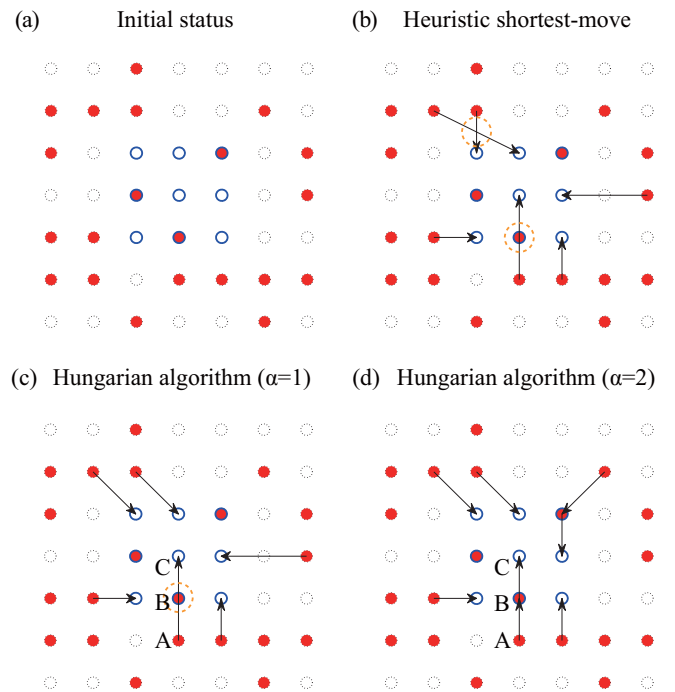 (a) Initial status
(b) Heuristic shortest-move
(c) Hungarian algorithm (α=1)
(d) Hungarian algorithm (α=2)
C
B
A
C
B
A